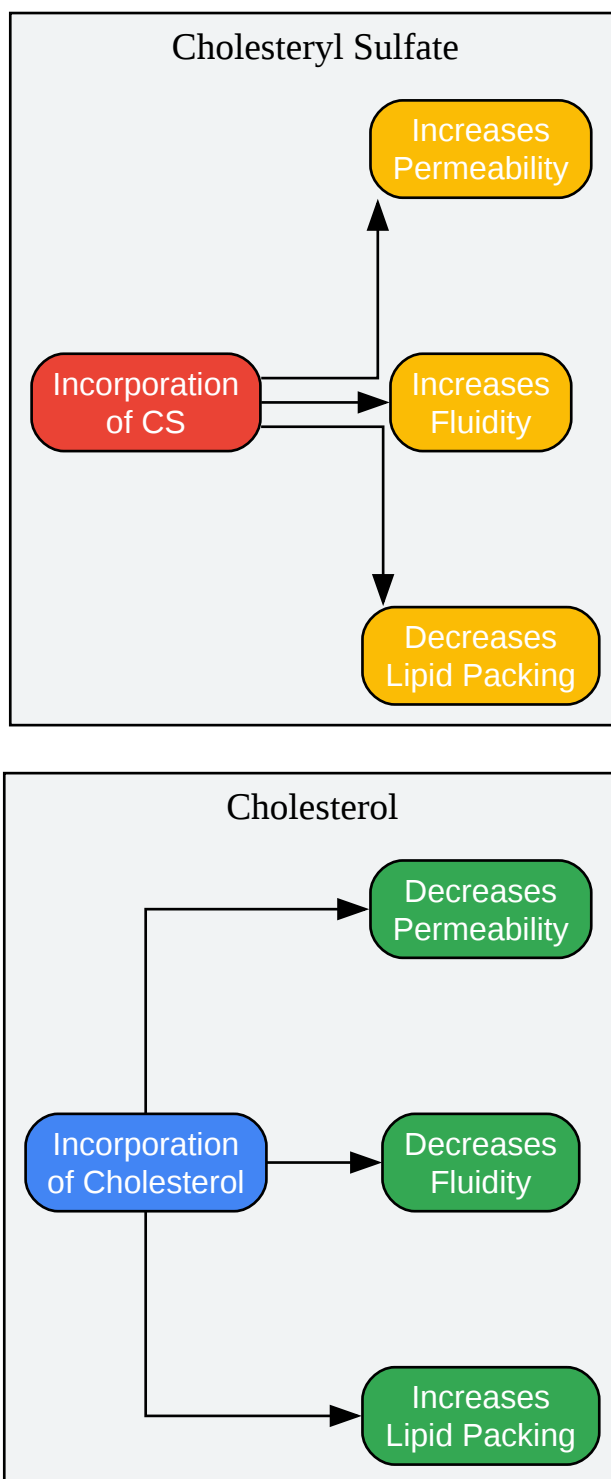 Cholesteryl Sulfate
Increases
Permeability
Incorporation
of CS
Increases
Fluidity
Decreases
Lipid Packing
Cholesterol
Decreases
Permeability
Incorporation
of Cholesterol
Decreases
Fluidity
Increases
Lipid Packing